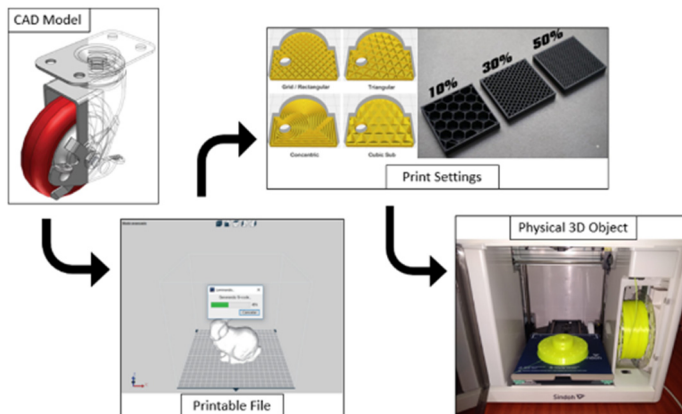 CAD Model
Grid / Rectangular
Triangular
Concentric
Cubic Sub
10%
30%
50%
Print Settings
Printable File
Physical 3D Object
Sindoh